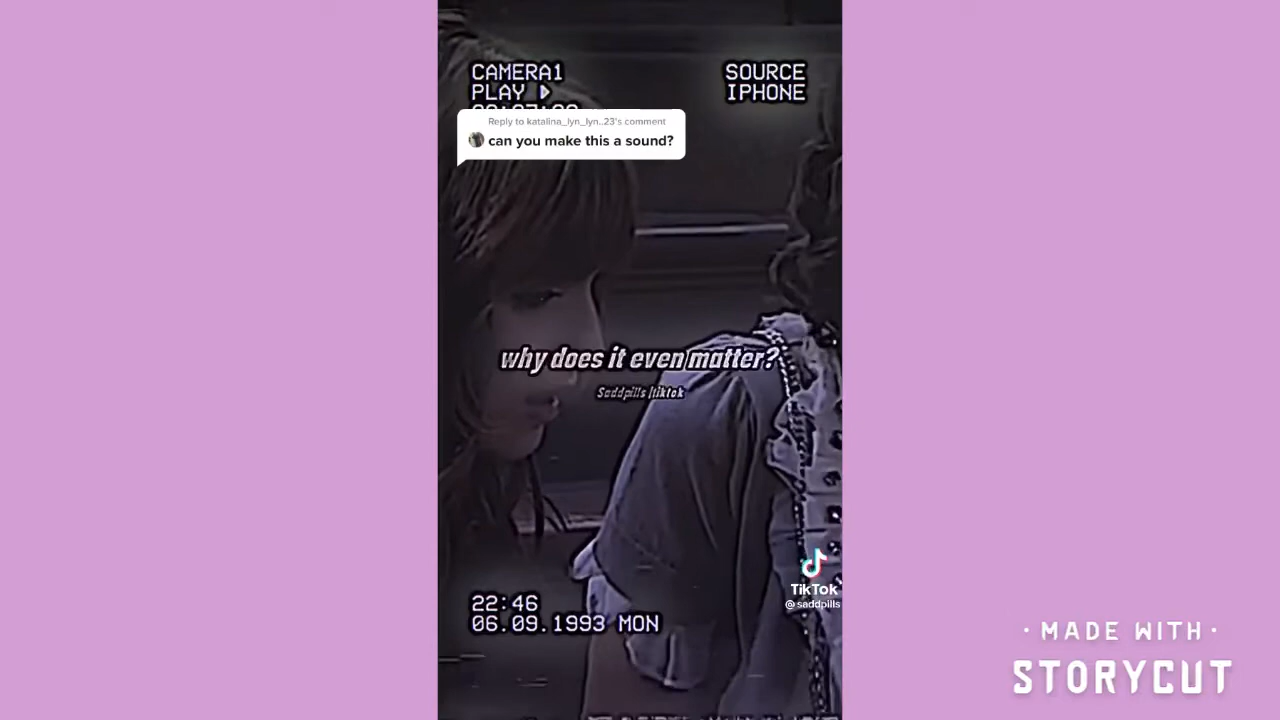 CAMERA1
SOURCE
PLAY
IPHONE
Reply to katalina_lyn_lyn..23's comment
can you make this a sound?
why does it even matter?
Saddpills |tiktok
TikTok
@saddpills
22:46
06.09.1993 MON
· MADE WITH ·
STORYCUT